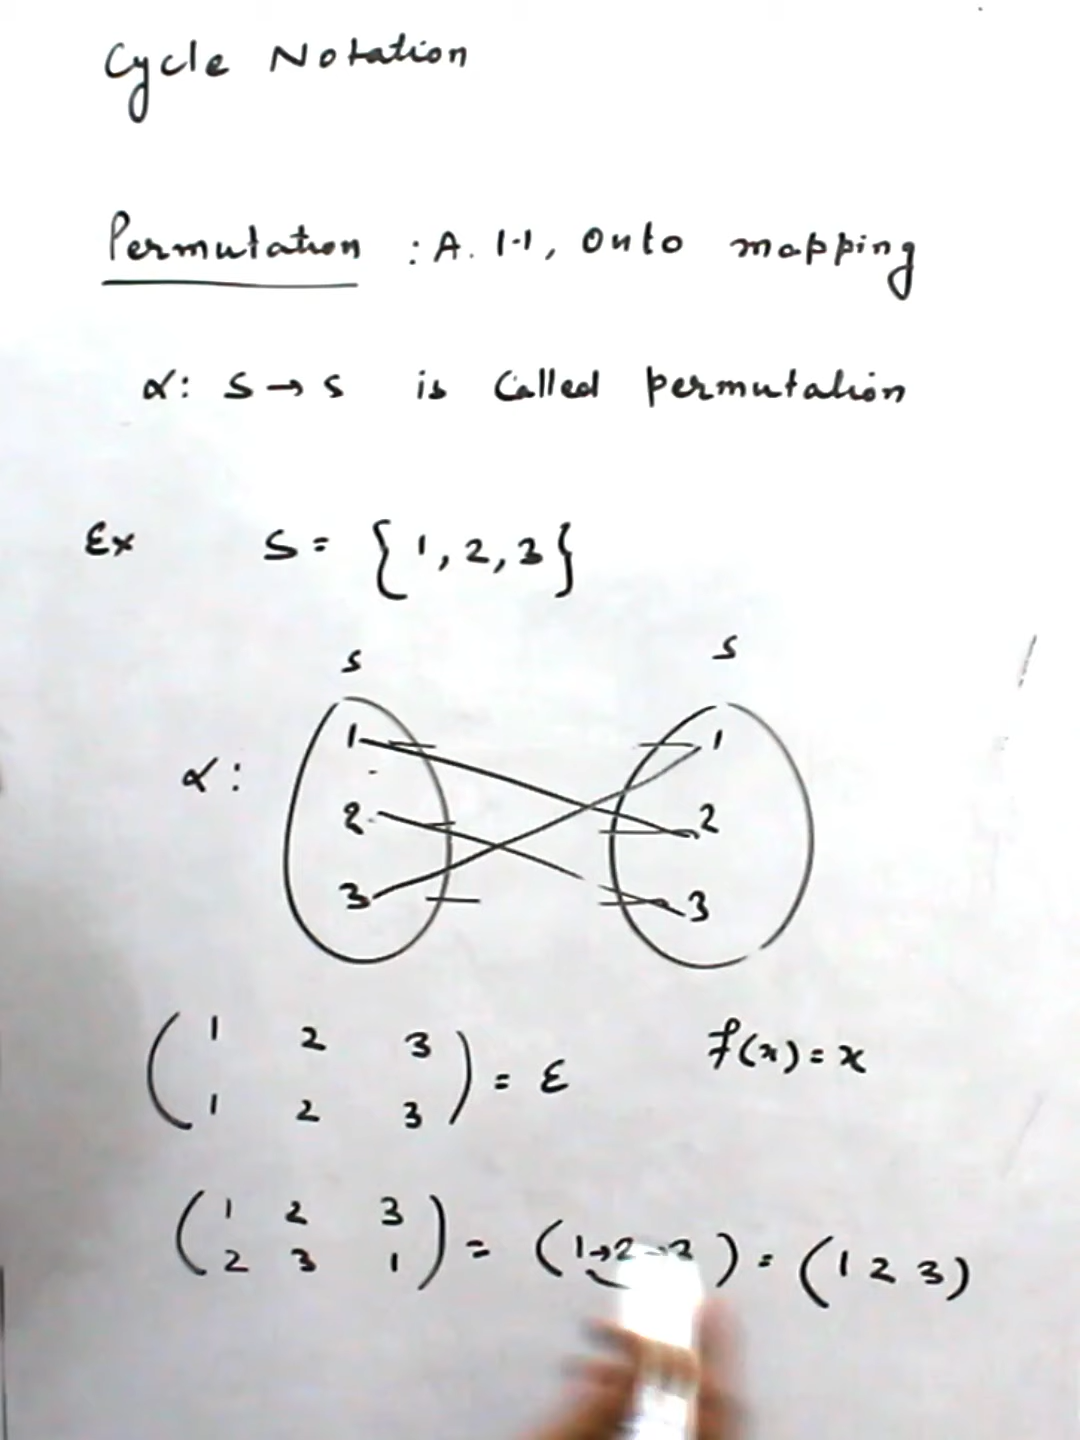 Cycle Notation
Permutation : A. 1-1, Onto mapping
α: S → S is Called permutation
Ex S = {1, 2, 3}
S S
α:
1 1
2 2
3 3
( 1 2 3 ) = ε f(x) = x
1 2 3
( 1 2 3 ) = (1→2→3) = (1 2 3)
2 3 1